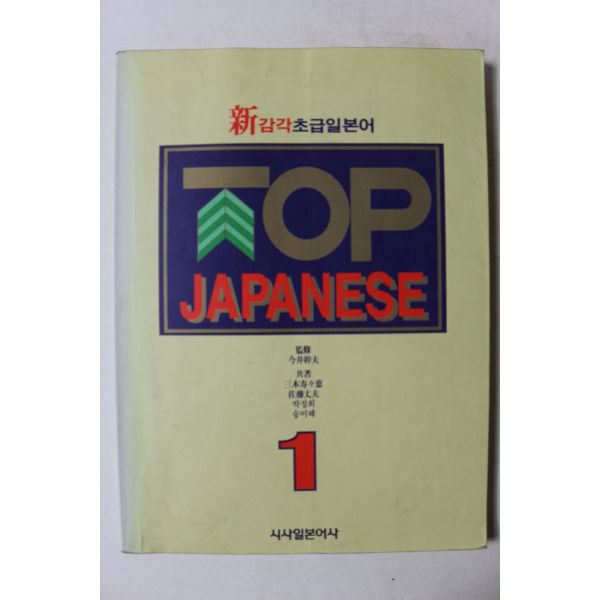 新감각초급일본어
TOP
JAPANESE
監修
今井幹夫
共著
三木寿々恵
佐藤丈夫
박정희
송미혜
1
시사일본어사